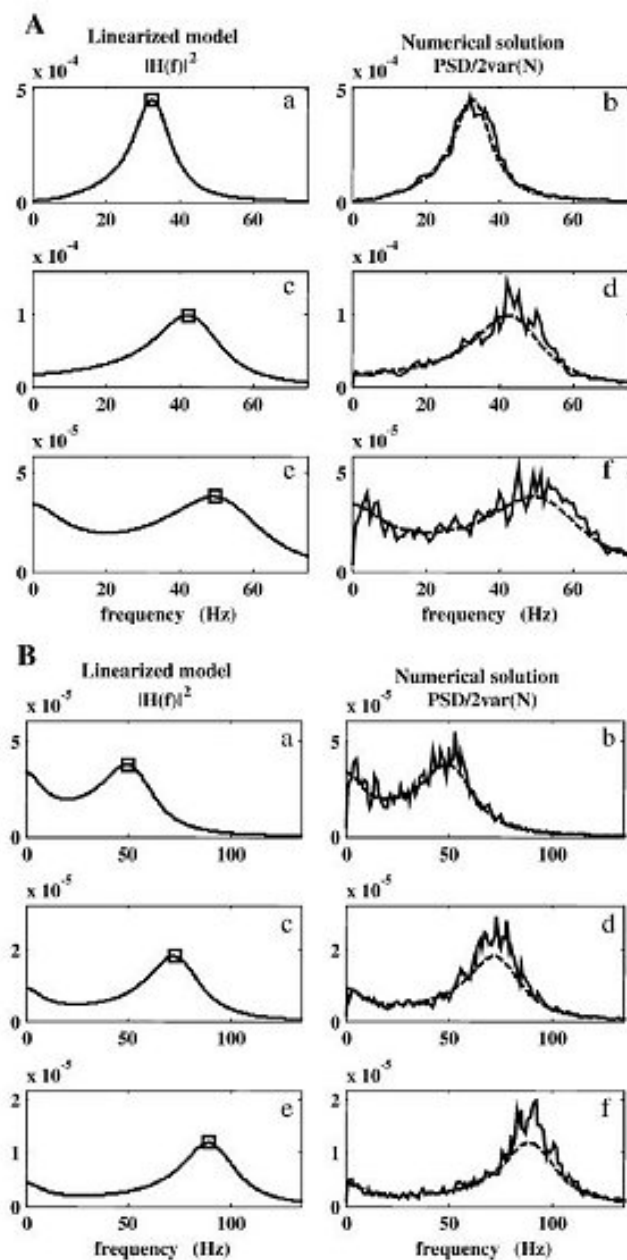 A
Linearized model
|H(f)|²
Numerical solution
PSD/2var(N)
x 10⁻⁴
x 10⁻⁴
5
0
a
0 20 40 60
5
0
b
0 20 40 60
x 10⁻⁴
x 10⁻⁴
1
0
c
0 20 40 60
1
0
d
0 20 40 60
x 10⁻⁵
x 10⁻⁵
5
0
e
0 20 40 60
5
0
f
0 20 40 60
frequency (Hz)
frequency (Hz)
B
Linearized model
|H(f)|²
Numerical solution
PSD/2var(N)
x 10⁻⁵
x 10⁻⁵
5
0
a
0 50 100
5
0
b
0 50 100
x 10⁻⁵
x 10⁻⁵
2
0
c
0 50 100
2
0
d
0 50 100
x 10⁻⁵
x 10⁻⁵
2
1
0
e
0 50 100
2
1
0
f
0 50 100
frequency (Hz)
frequency (Hz)